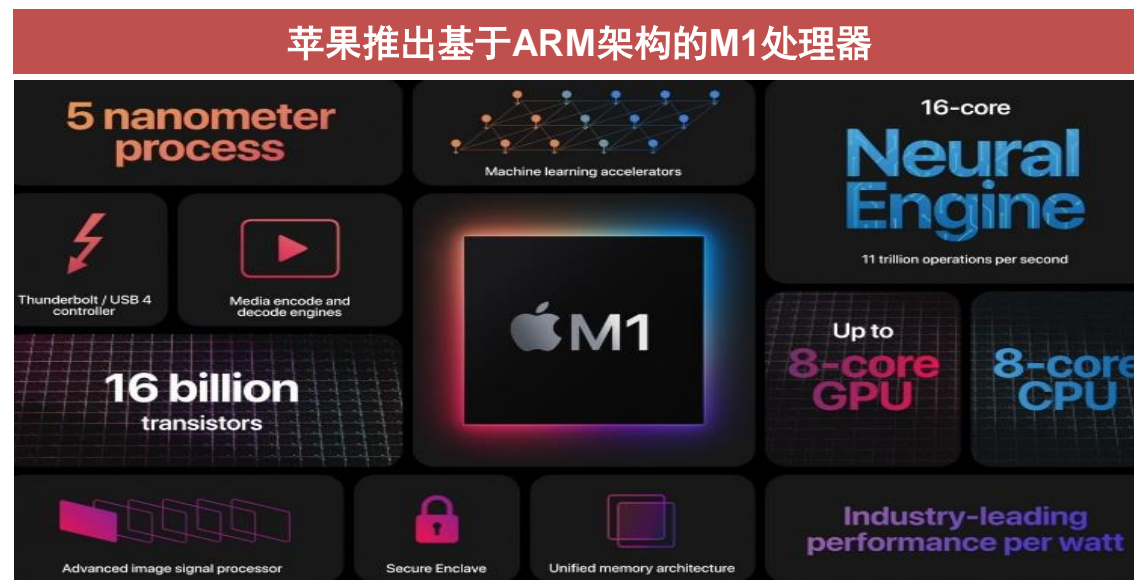 苹果推出基于ARM架构的M1处理器
5 nanometer
process
Machine learning accelerators
16-core
Neural
Engine
11 trillion operations per second
Thunderbolt / USB 4
controller
Media encode and
decode engines
M1
Up to
8-core
GPU
8-core
CPU
16 billion
transistors
Advanced image signal processor
Secure Enclave
Unified memory architecture
Industry-leading
performance per watt